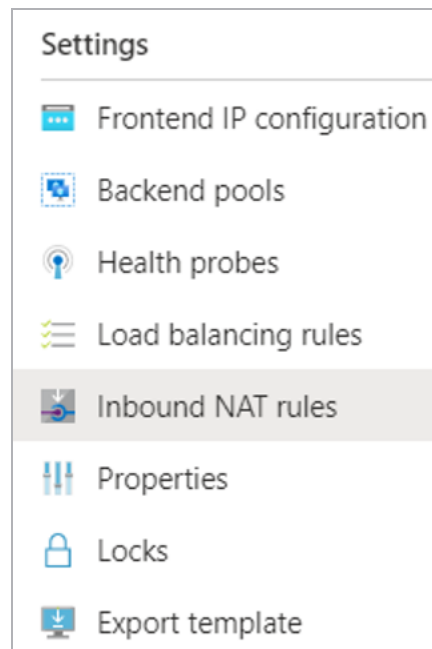 Settings
Frontend IP configuration
Backend pools
Health probes
Load balancing rules
Inbound NAT rules
Properties
Locks
Export template